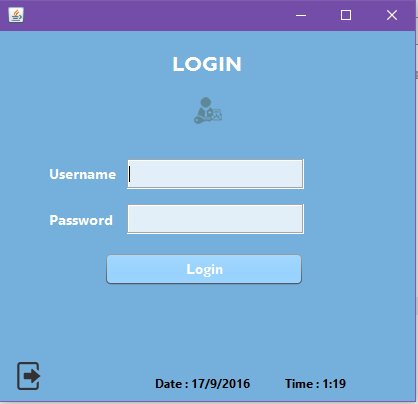 LOGIN
Username
Password
Login
Date : 17/9/2016 Time : 1:19